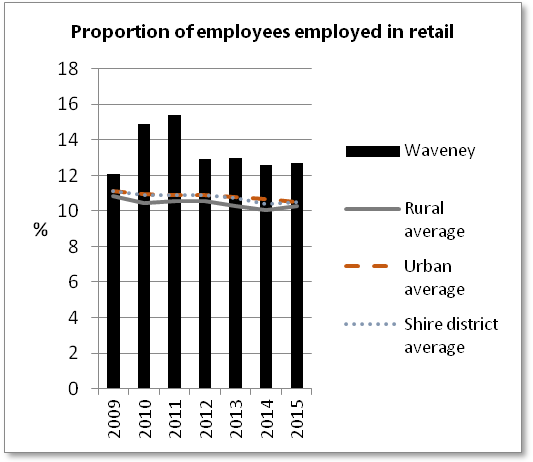 Proportion of employees employed in retail
18
16
14
12
10
8
6
4
2
0
%
2009
2010
2011
2012
2013
2014
2015
Waveney
Rural
average
Urban
average
Shire district
average